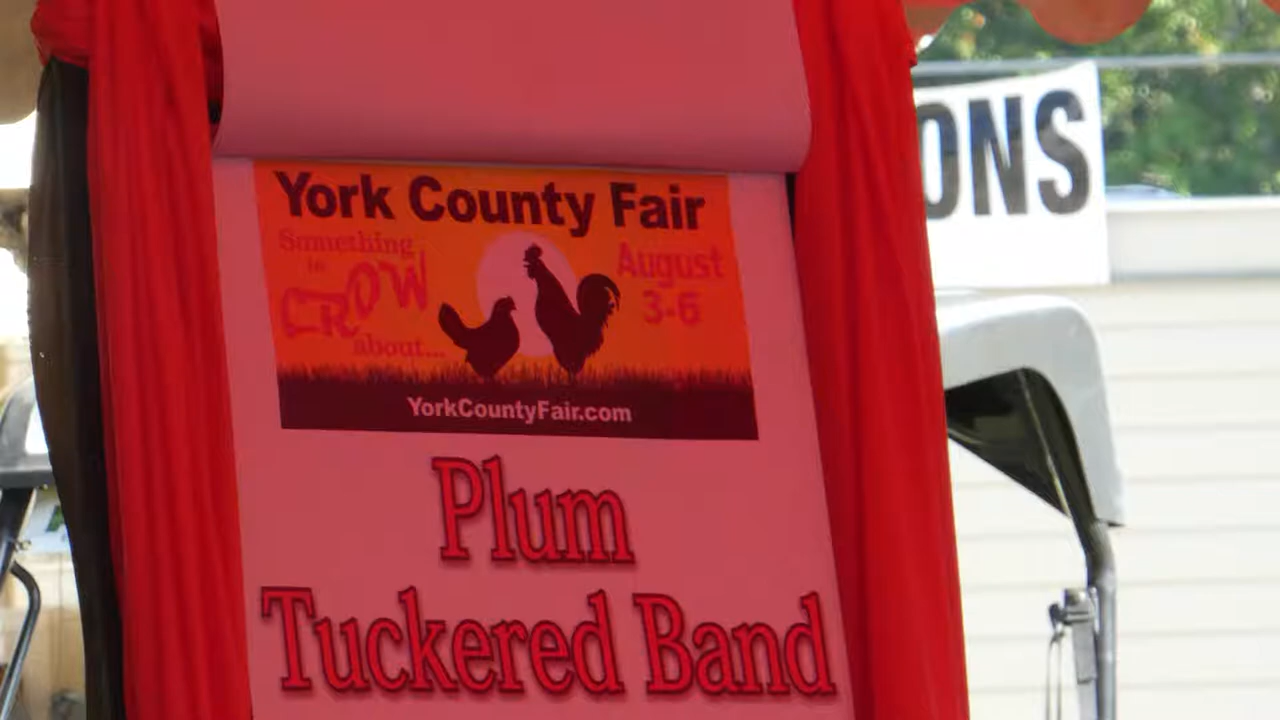 York County Fair
Something
is
CROW
about...
August
3-6
YorkCountyFair.com
Plum
Tuckered Band
ONS